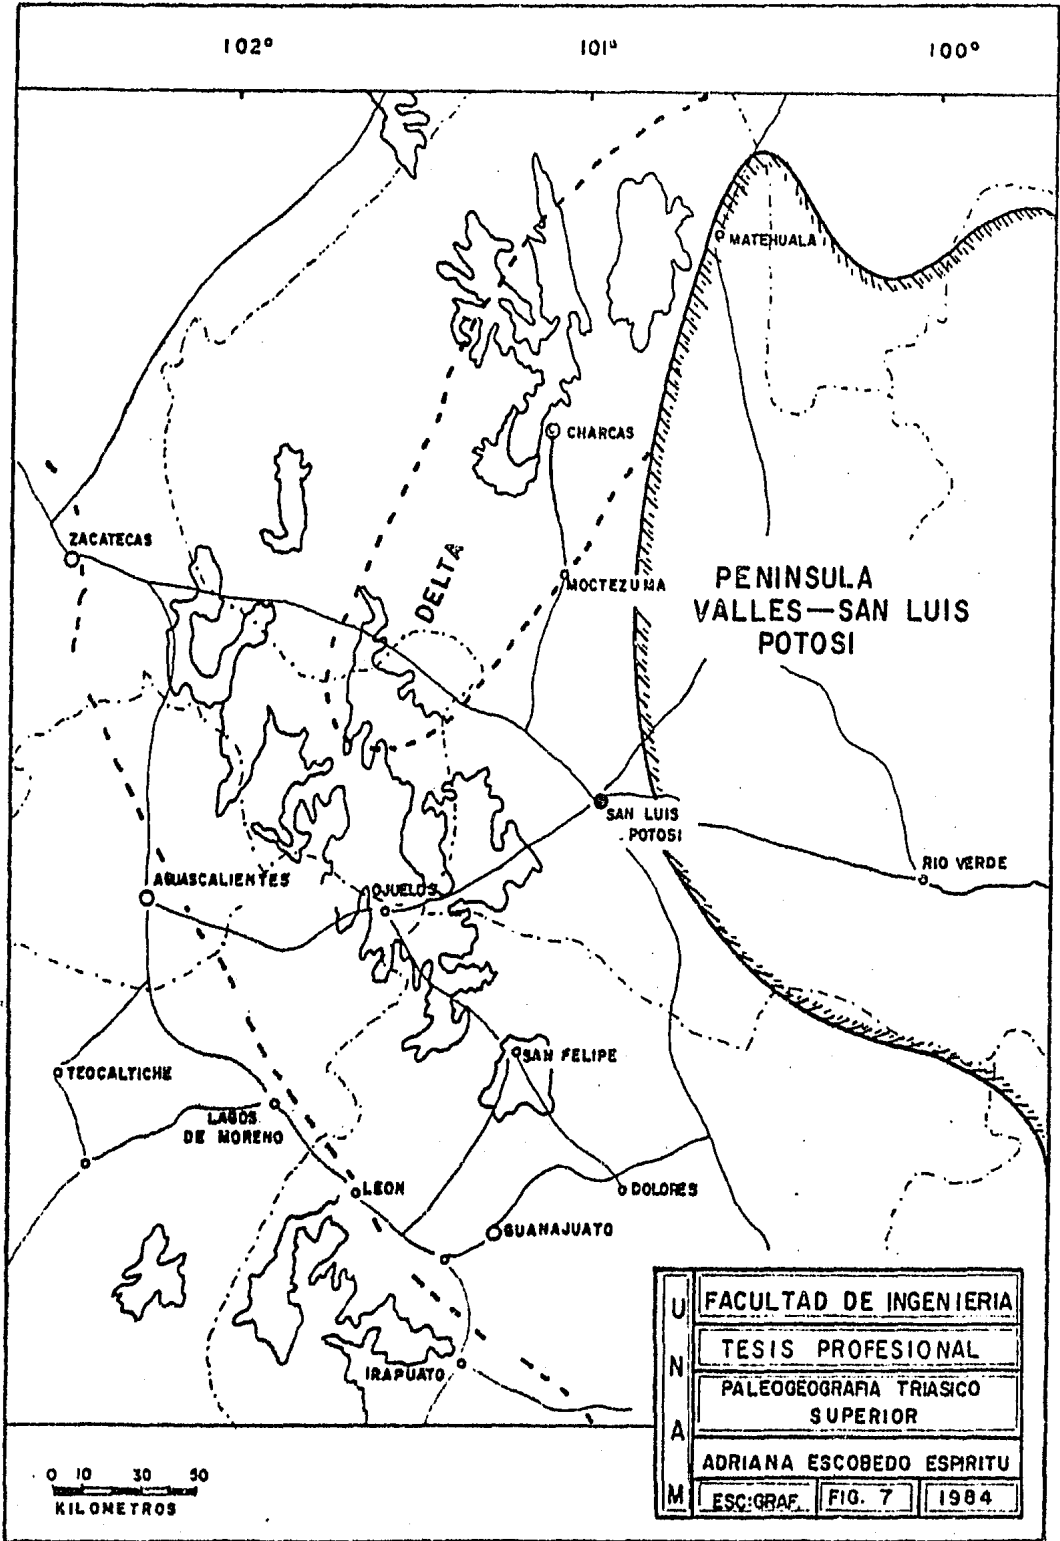 102° 101° 100°
MATEHUALA
CHARCAS
ZACATECAS
DELTA
MOCTEZUMA
PENINSULA
VALLES—SAN LUIS
POTOSI
SAN LUIS
POTOSI
RIO VERDE
AGUASCALIENTES
OJUELOS
SAN FELIPE
TEOCALTICHE
LAGOS
DE MORENO
LEON
DOLORES
GUANAJUATO
IRAPUATO
0 10 30 50
KILOMETROS
UNAM
FACULTAD DE INGENIERIA
TESIS PROFESIONAL
PALEOGEOGRAFIA TRIASICO
SUPERIOR
ADRIANA ESCOBEDO ESPIRITU
ESC:GRAF. FIG. 7 1984